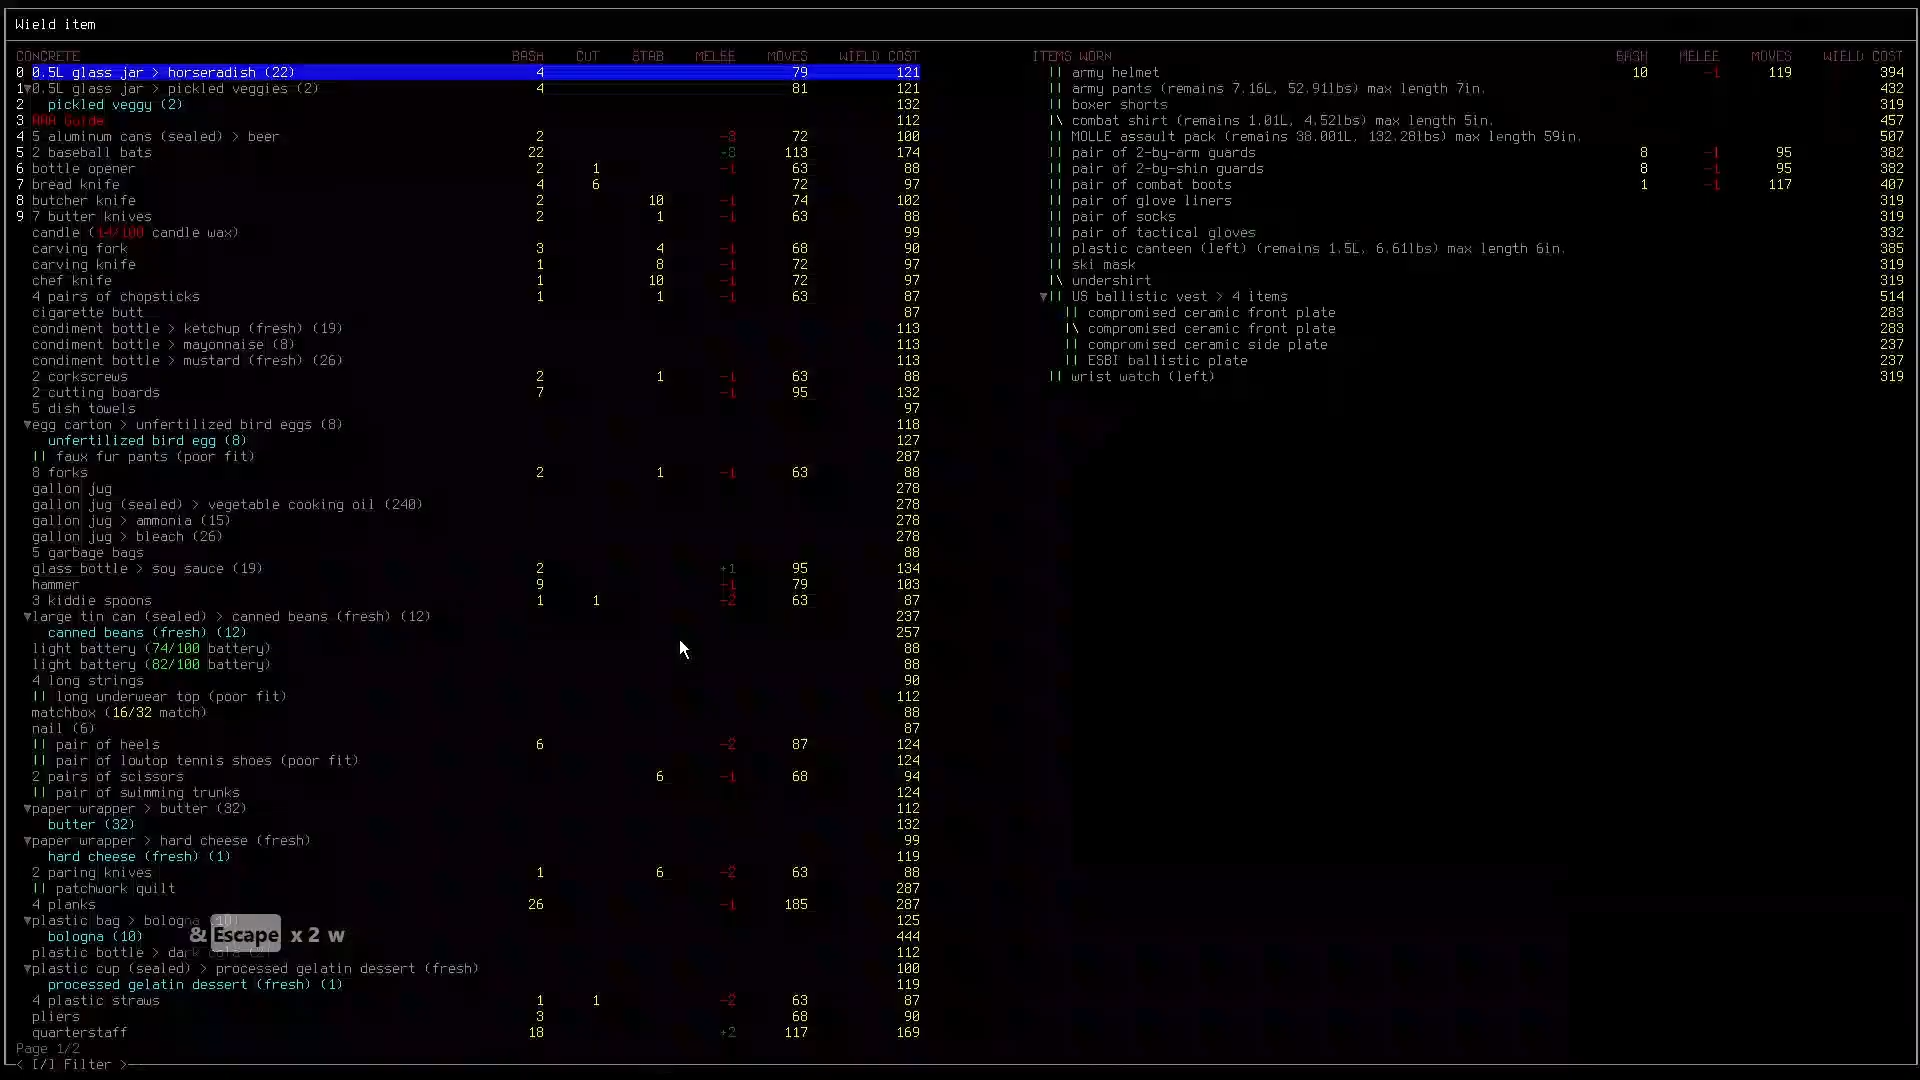 Wield item
CONCRETE BASH CUT STAB MELEE MOVES WIELD COST
0 0.5L glass jar > horseradish (22) 4 79 121
1▼0.5L glass jar > pickled veggies (2) 4 81 121
2 pickled veggy (2) 132
3 AAA Guide 112
4 5 aluminum cans (sealed) > beer 2 -3 72 100
5 2 baseball bats 22 -8 113 174
6 bottle opener 2 1 -1 63 88
7 bread knife 4 6 72 97
8 butcher knife 2 10 -1 74 102
9 7 butter knives 2 1 -1 63 88
candle (14/100 candle wax) 99
carving fork 3 4 -1 68 90
carving knife 1 8 -1 72 97
chef knife 1 10 -1 72 97
4 pairs of chopsticks 1 1 -1 63 87
cigarette butt 87
condiment bottle > ketchup (fresh) (19) 113
condiment bottle > mayonnaise (8) 113
condiment bottle > mustard (fresh) (26) 113
2 corkscrews 2 1 -1 63 88
2 cutting boards 7 -1 95 132
5 dish towels 97
▼egg carton > unfertilized bird eggs (8) 118
unfertilized bird egg (8) 127
|| faux fur pants (poor fit) 287
8 forks 2 1 -1 63 88
gallon jug 278
gallon jug (sealed) > vegetable cooking oil (240) 278
gallon jug > ammonia (15) 278
gallon jug > bleach (26) 278
5 garbage bags 88
glass bottle > soy sauce (19) 2 +1 95 134
hammer 9 -1 79 103
3 kiddie spoons 1 1 -2 63 87
▼large tin can (sealed) > canned beans (fresh) (12) 237
canned beans (fresh) (12) 257
light battery (74/100 battery) 88
light battery (82/100 battery) 88
4 long strings 90
|| long underwear top (poor fit) 112
matchbox (16/32 match) 88
nail (6) 87
|| pair of heels 6 -2 87 124
|| pair of lowtop tennis shoes (poor fit) 124
2 pairs of scissors 6 -1 68 94
|| pair of swimming trunks 124
▼paper wrapper > butter (32) 112
butter (32) 132
▼paper wrapper > hard cheese (fresh) 99
hard cheese (fresh) (1) 119
2 paring knives 1 6 -2 63 88
|| patchwork quilt 287
4 planks 26 -1 185 287
▼plastic bag > bologna (10) 125
bologna (10) 444
plastic bottle > dark cola 112
▼plastic cup (sealed) > processed gelatin dessert (fresh) 100
processed gelatin dessert (fresh) (1) 119
4 plastic straws 1 1 -2 63 87
pliers 3 68 90
quarterstaff 18 +2 117 169
Page 1/2
< [/] Filter >
& Escape x 2 w
ITEMS WORN BASH MELEE MOVES WIELD COST
|| army helmet 10 -1 119 394
|| army pants (remains 7.16L, 52.91lbs) max length 7in. 432
|| boxer shorts 319
|\ combat shirt (remains 1.01L, 4.52lbs) max length 5in. 457
|| MOLLE assault pack (remains 38.001L, 132.28lbs) max length 59in. 507
|| pair of 2-by-arm guards 8 -1 95 382
|| pair of 2-by-shin guards 8 -1 95 382
|| pair of combat boots 1 -1 117 407
|| pair of glove liners 319
|| pair of socks 319
|| pair of tactical gloves 332
|| plastic canteen (left) (remains 1.5L, 6.61lbs) max length 6in. 385
|| ski mask 319
|\ undershirt 319
▼|| US ballistic vest > 4 items 514
|| compromised ceramic front plate 283
|\ compromised ceramic front plate 283
|| compromised ceramic side plate 237
|| ESBI ballistic plate 237
|| wrist watch (left) 319